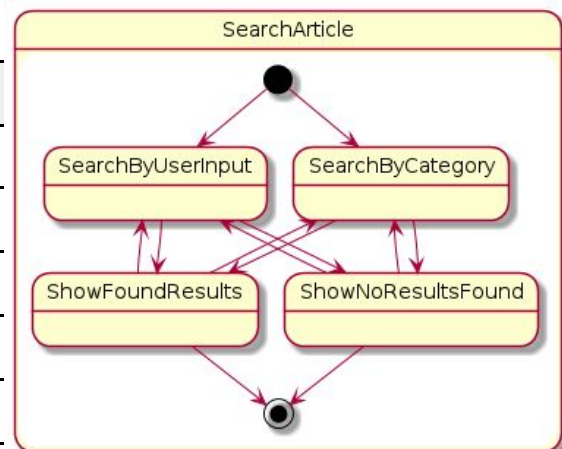 SearchArticle
SearchByUserInput
SearchByCategory
ShowFoundResults
ShowNoResultsFound